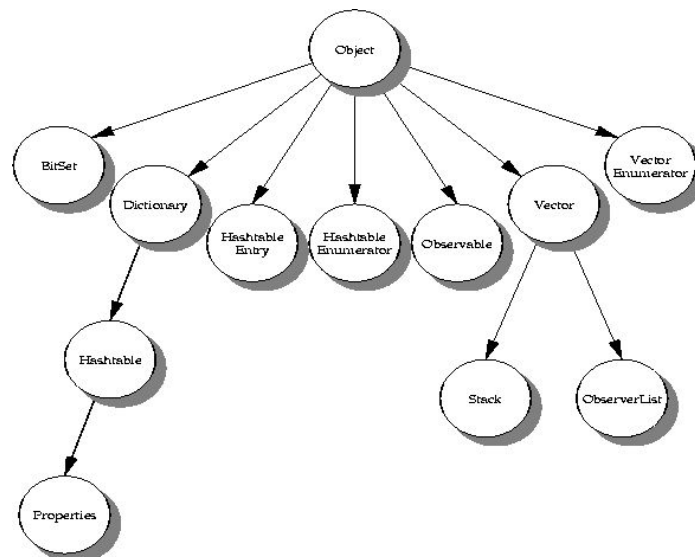 Object
BitSet
Vector
Enumerator
Dictionary
Vector
Hashtable
Entry
Hashtable
Enumerator
Observable
Hashtable
Stack
ObserverList
Properties